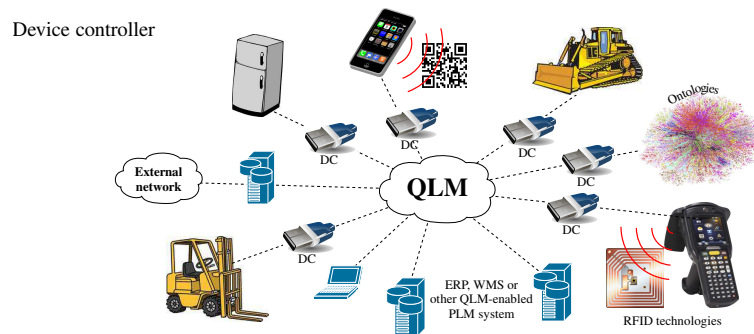 Device controller
Ontologies
DC
DC
DC
DC
External
network
QLM
DC
DC
ERP, WMS or
other QLM-enabled
PLM system
RFID technologies